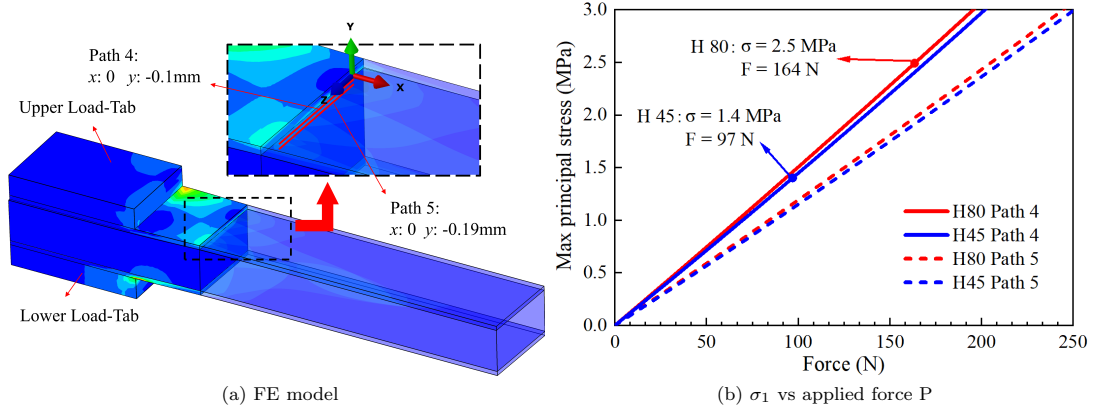 Path 4:
x: 0 y: -0.1mm
Upper Load-Tab
Y
X
Z
Path 5:
x: 0 y: -0.19mm
Lower Load-Tab
(a) FE model
Max principal stress (MPa)
3.0
2.5
2.0
1.5
1.0
0.5
0.0
H 80: σ = 2.5 MPa
F = 164 N
H 45: σ = 1.4 MPa
F = 97 N
H80 Path 4
H45 Path 4
H80 Path 5
H45 Path 5
0 50 100 150 200 250
Force (N)
(b) σ₁ vs applied force P